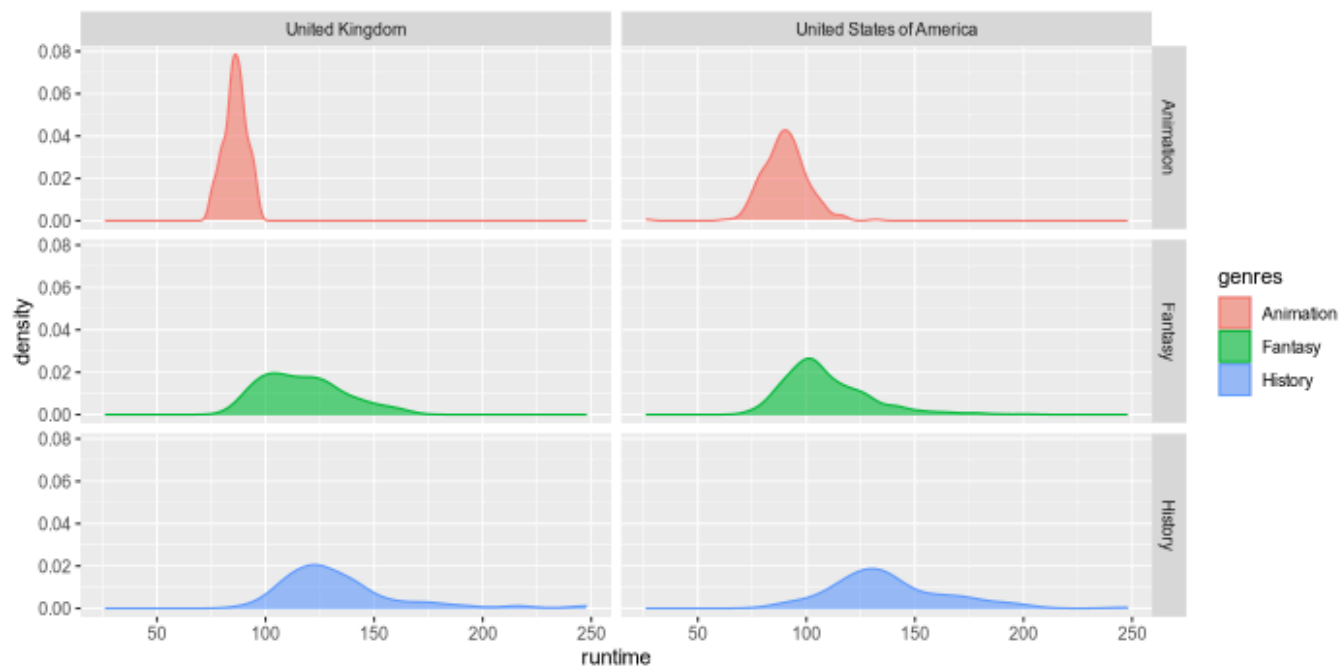 United Kingdom United States of America
0.08
0.06
0.04
0.02
0.00
Animation
0.08
0.06
0.04
0.02
0.00
Fantasy
0.08
0.06
0.04
0.02
0.00
History
density
50 100 150 200 250 50 100 150 200 250
runtime
genres
Animation
Fantasy
History